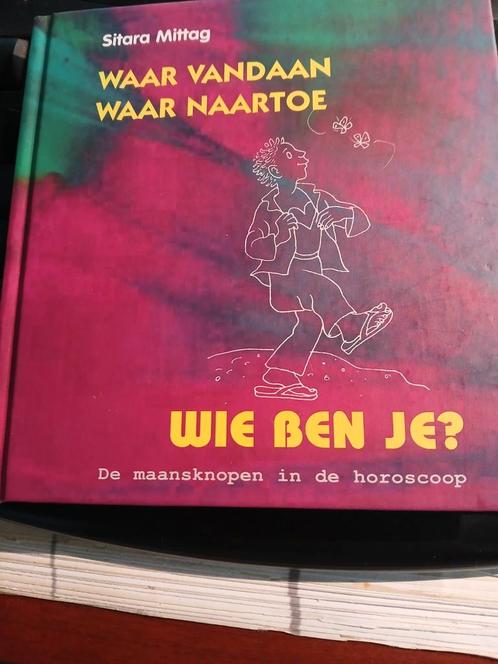 Sitara Mittag
WAAR VANDAAN
WAAR NAARTOE
WIE BEN JE?
De maansknopen in de horoscoop